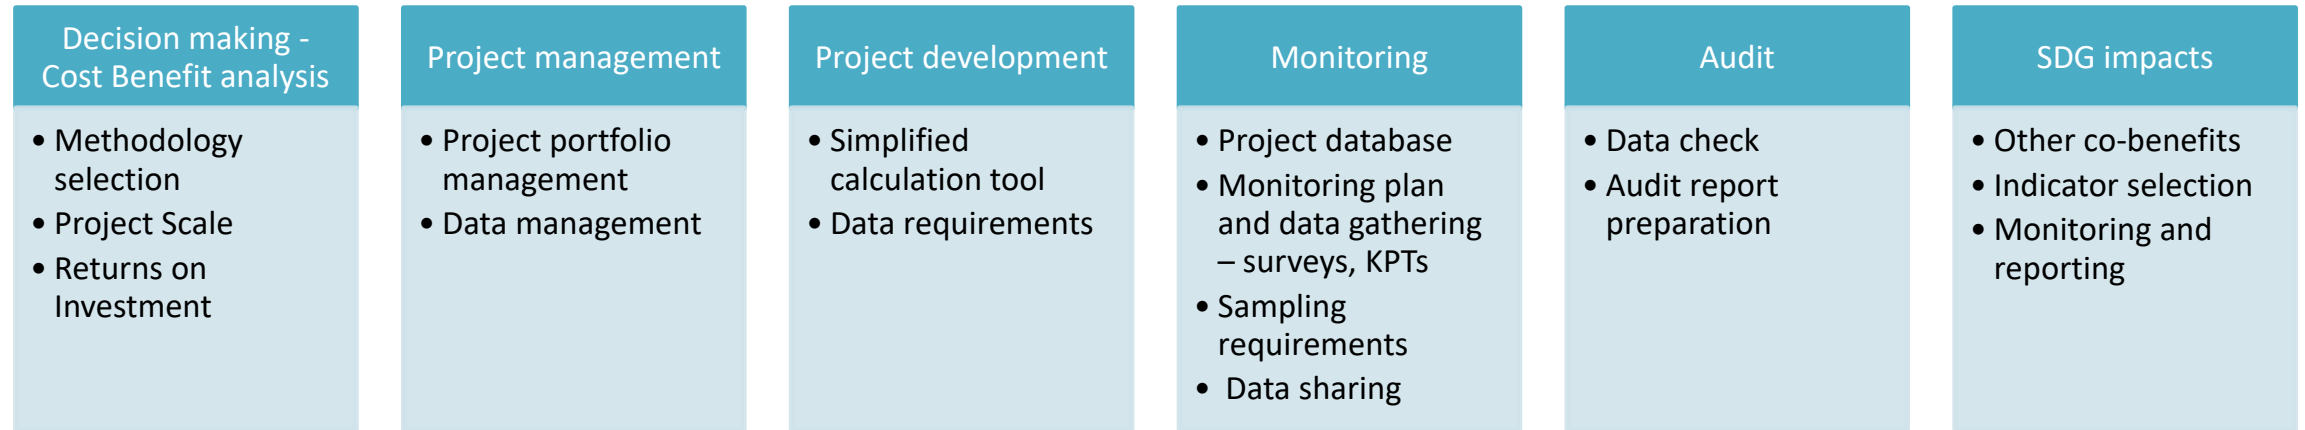 Decision making -
Cost Benefit analysis
• Methodology
selection
• Project Scale
• Returns on
Investment
Project management
• Project portfolio
management
• Data management
Project development
• Simplified
calculation tool
• Data requirements
Monitoring
• Project database
• Monitoring plan
and data gathering
– surveys, KPTs
• Sampling
requirements
• Data sharing
Audit
• Data check
• Audit report
preparation
SDG impacts
• Other co-benefits
• Indicator selection
• Monitoring and
reporting